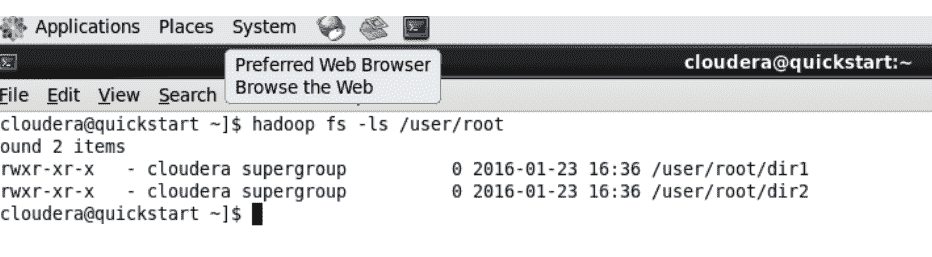 Applications Places System
cloudera@quickstart:~
Preferred Web Browser
Browse the Web
File Edit View Search
cloudera@quickstart ~]$ hadoop fs -ls /user/root
ound 2 items
rwxr-xr-x - cloudera supergroup 0 2016-01-23 16:36 /user/root/dir1
rwxr-xr-x - cloudera supergroup 0 2016-01-23 16:36 /user/root/dir2
cloudera@quickstart ~]$